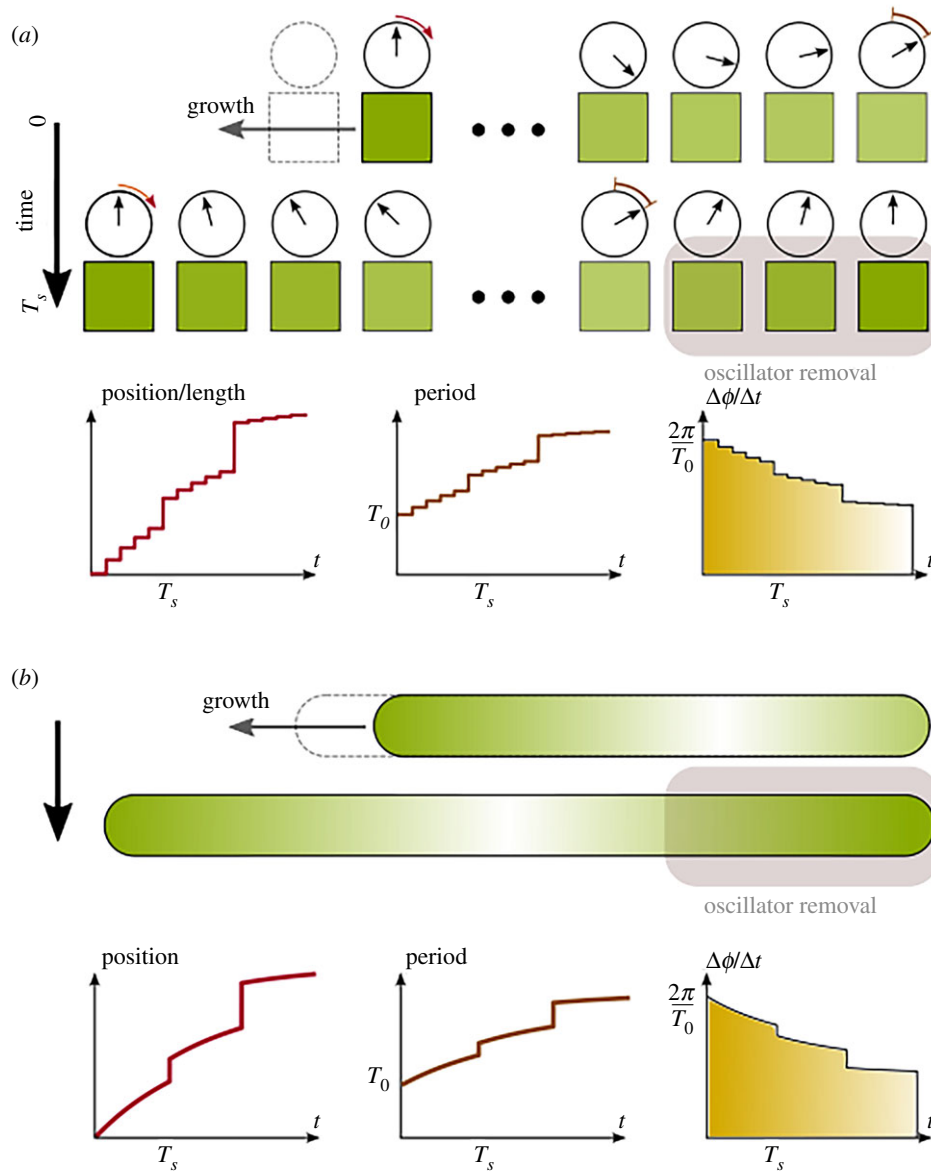 (a)
growth
0
time
T_s
oscillator removal
position/length
period
Δϕ/Δt
2π
T_0
T_0
t
t
t
T_s
T_s
T_s
(b)
growth
oscillator removal
position
period
Δϕ/Δt
2π
T_0
T_0
t
t
t
T_s
T_s
T_s